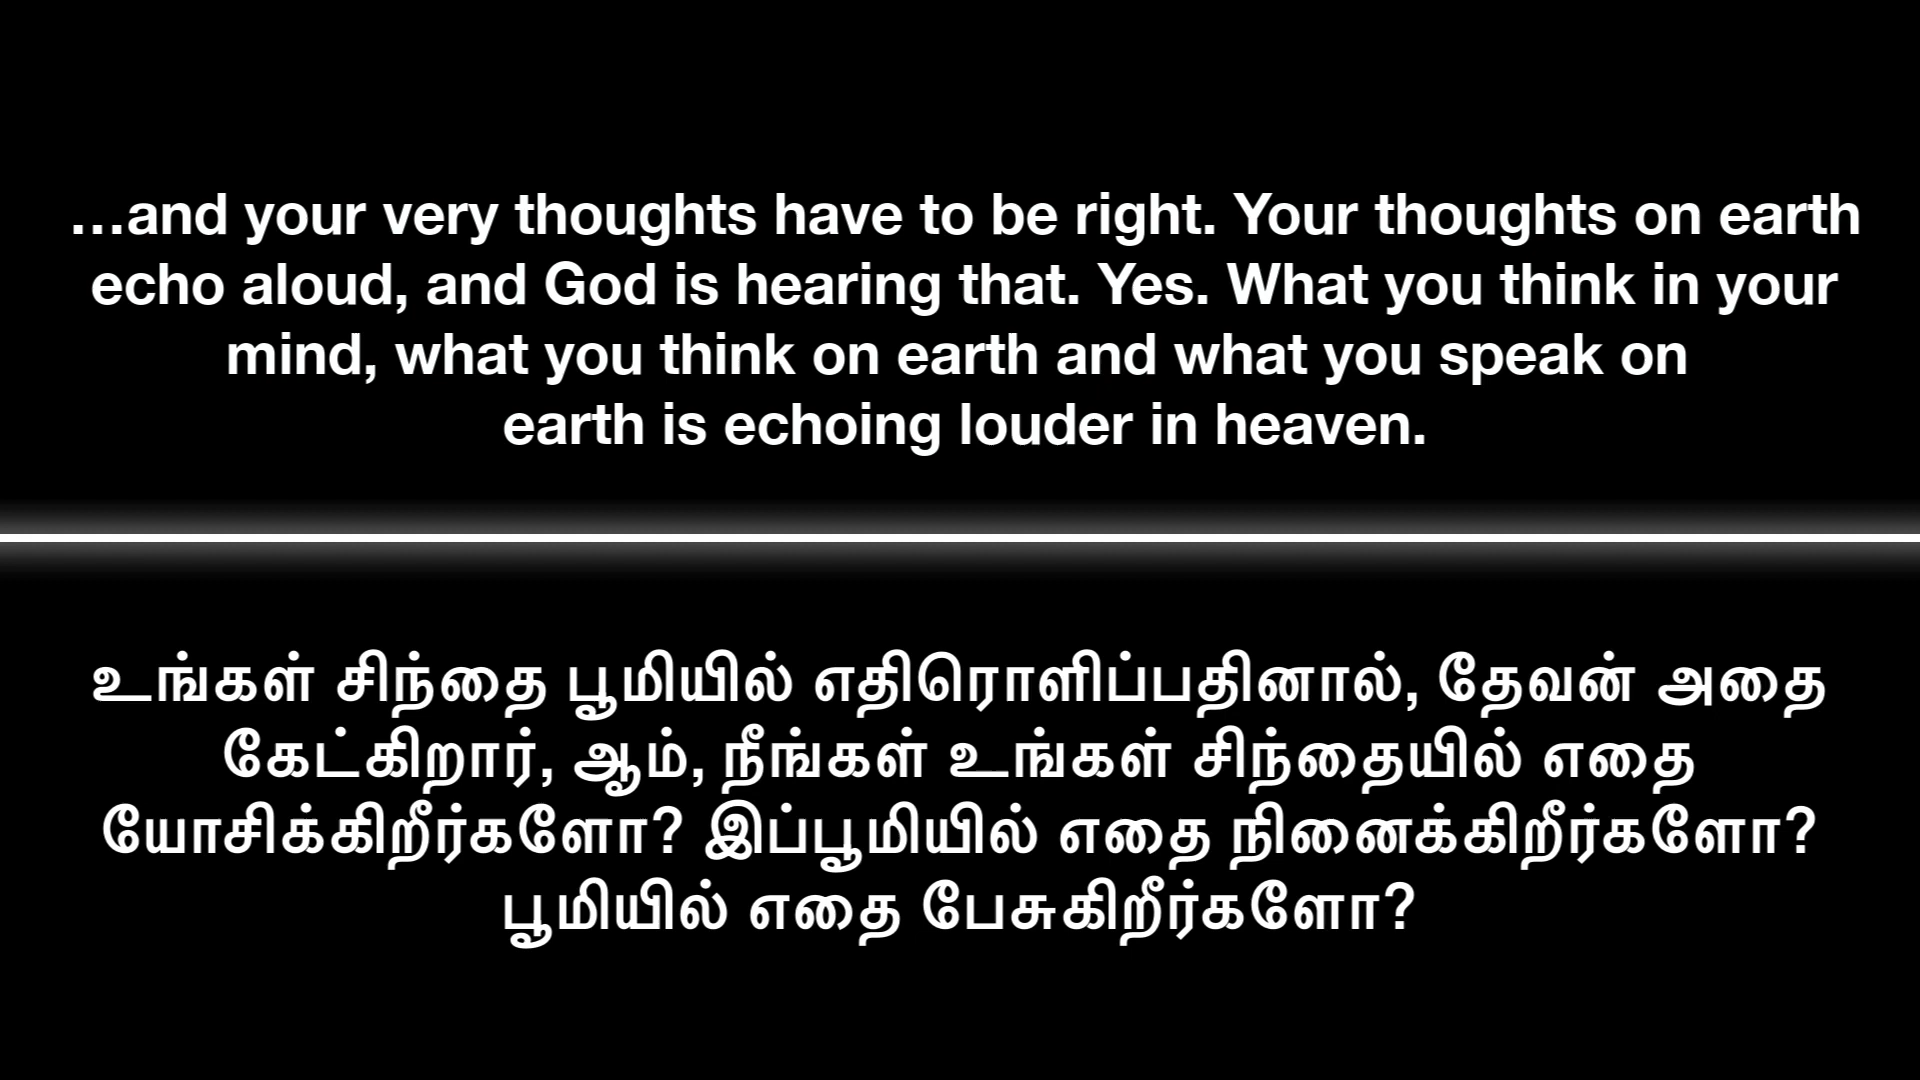 …and your very thoughts have to be right. Your thoughts on earth
echo aloud, and God is hearing that. Yes. What you think in your
mind, what you think on earth and what you speak on
earth is echoing louder in heaven.
உங்கள் சிந்தை பூமியில் எதிரொளிப்பதினால், தேவன் அதை
கேட்கிறார், ஆம், நீங்கள் உங்கள் சிந்தையில் எதை
யோசிக்கிறீர்களோ? இப்பூமியில் எதை நினைக்கிறீர்களோ?
பூமியில் எதை பேசுகிறீர்களோ?